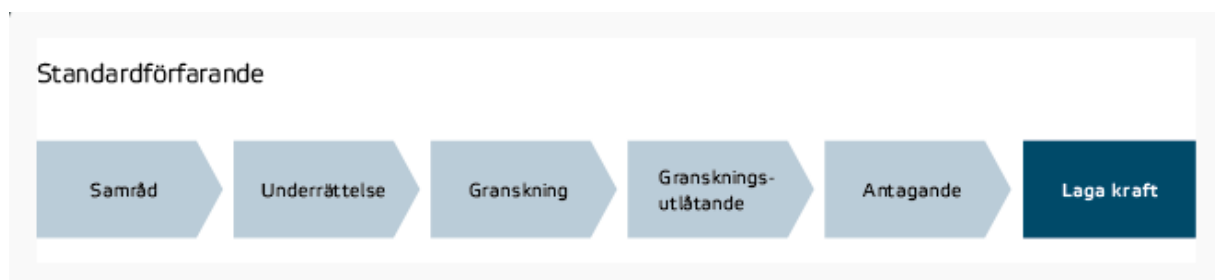 Standardförfarande
Samråd
Underrättelse
Granskning
Gransknings-
utlåtande
Antagande
Laga kraft